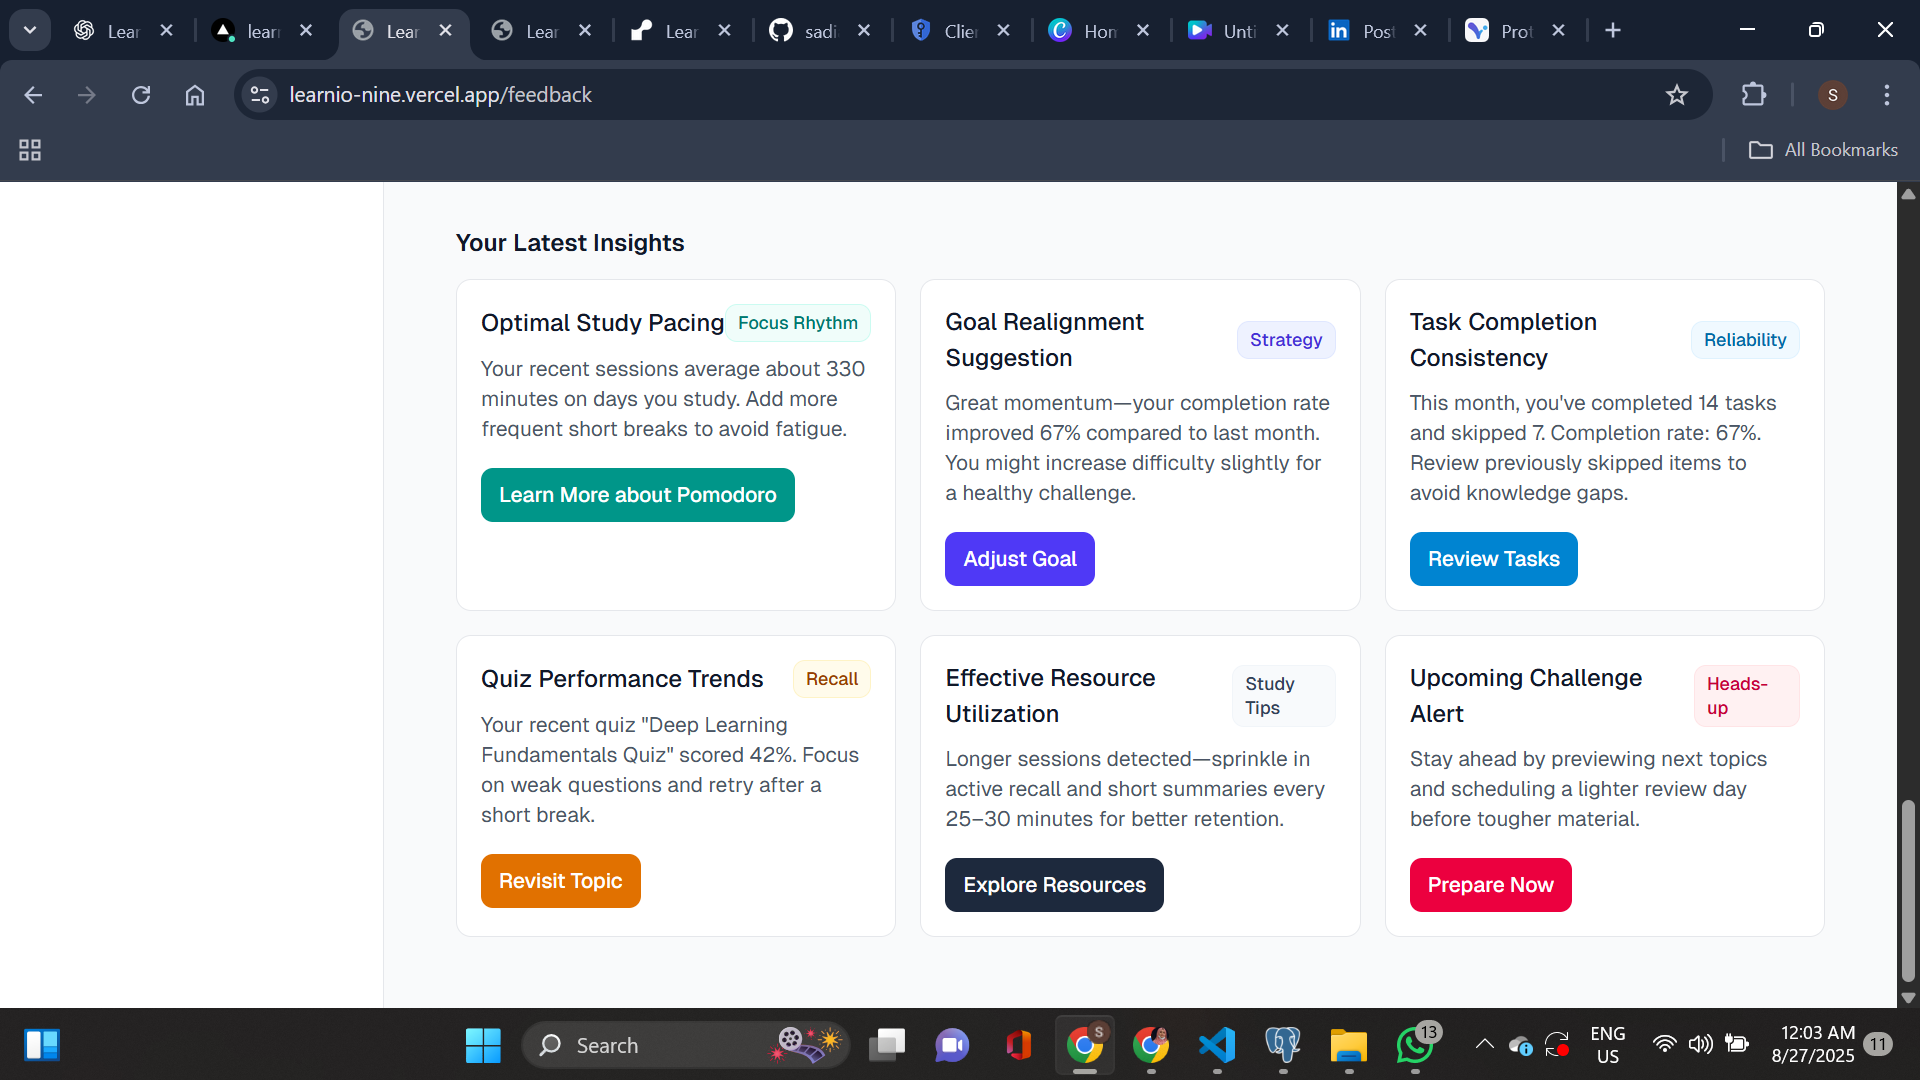 Lear
lear
Lear
Lear
Lear
sadi
Clie
Hom
Unti
Post
Prot
learnio-nine.vercel.app/feedback
S
All Bookmarks
Your Latest Insights
Optimal Study Pacing
Focus Rhythm
Your recent sessions average about 330
minutes on days you study. Add more
frequent short breaks to avoid fatigue.
Learn More about Pomodoro
Goal Realignment
Suggestion
Strategy
Great momentum—your completion rate
improved 67% compared to last month.
You might increase difficulty slightly for
a healthy challenge.
Adjust Goal
Task Completion
Consistency
Reliability
This month, you've completed 14 tasks
and skipped 7. Completion rate: 67%.
Review previously skipped items to
avoid knowledge gaps.
Review Tasks
Quiz Performance Trends
Recall
Your recent quiz "Deep Learning
Fundamentals Quiz" scored 42%. Focus
on weak questions and retry after a
short break.
Revisit Topic
Effective Resource
Utilization
Study
Tips
Longer sessions detected—sprinkle in
active recall and short summaries every
25–30 minutes for better retention.
Explore Resources
Upcoming Challenge
Alert
Heads-
up
Stay ahead by previewing next topics
and scheduling a lighter review day
before tougher material.
Prepare Now
Search
S
13
ENG
US
12:03 AM
8/27/2025
11